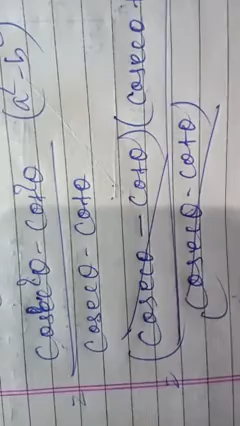 cosec²θ - cot²θ (a² - b²
= cosecθ - cotθ
= (cosecθ - cotθ)(cosecθ +
(cosecθ - cotθ)